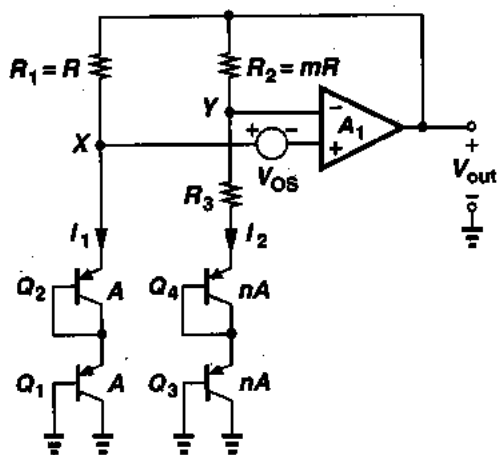 R1 = R
R2 = mR
Y
X
+ −
VOS
−
+
A1
+
Vout
−
R3
I1
I2
Q2
A
Q4
nA
Q1
A
Q3
nA